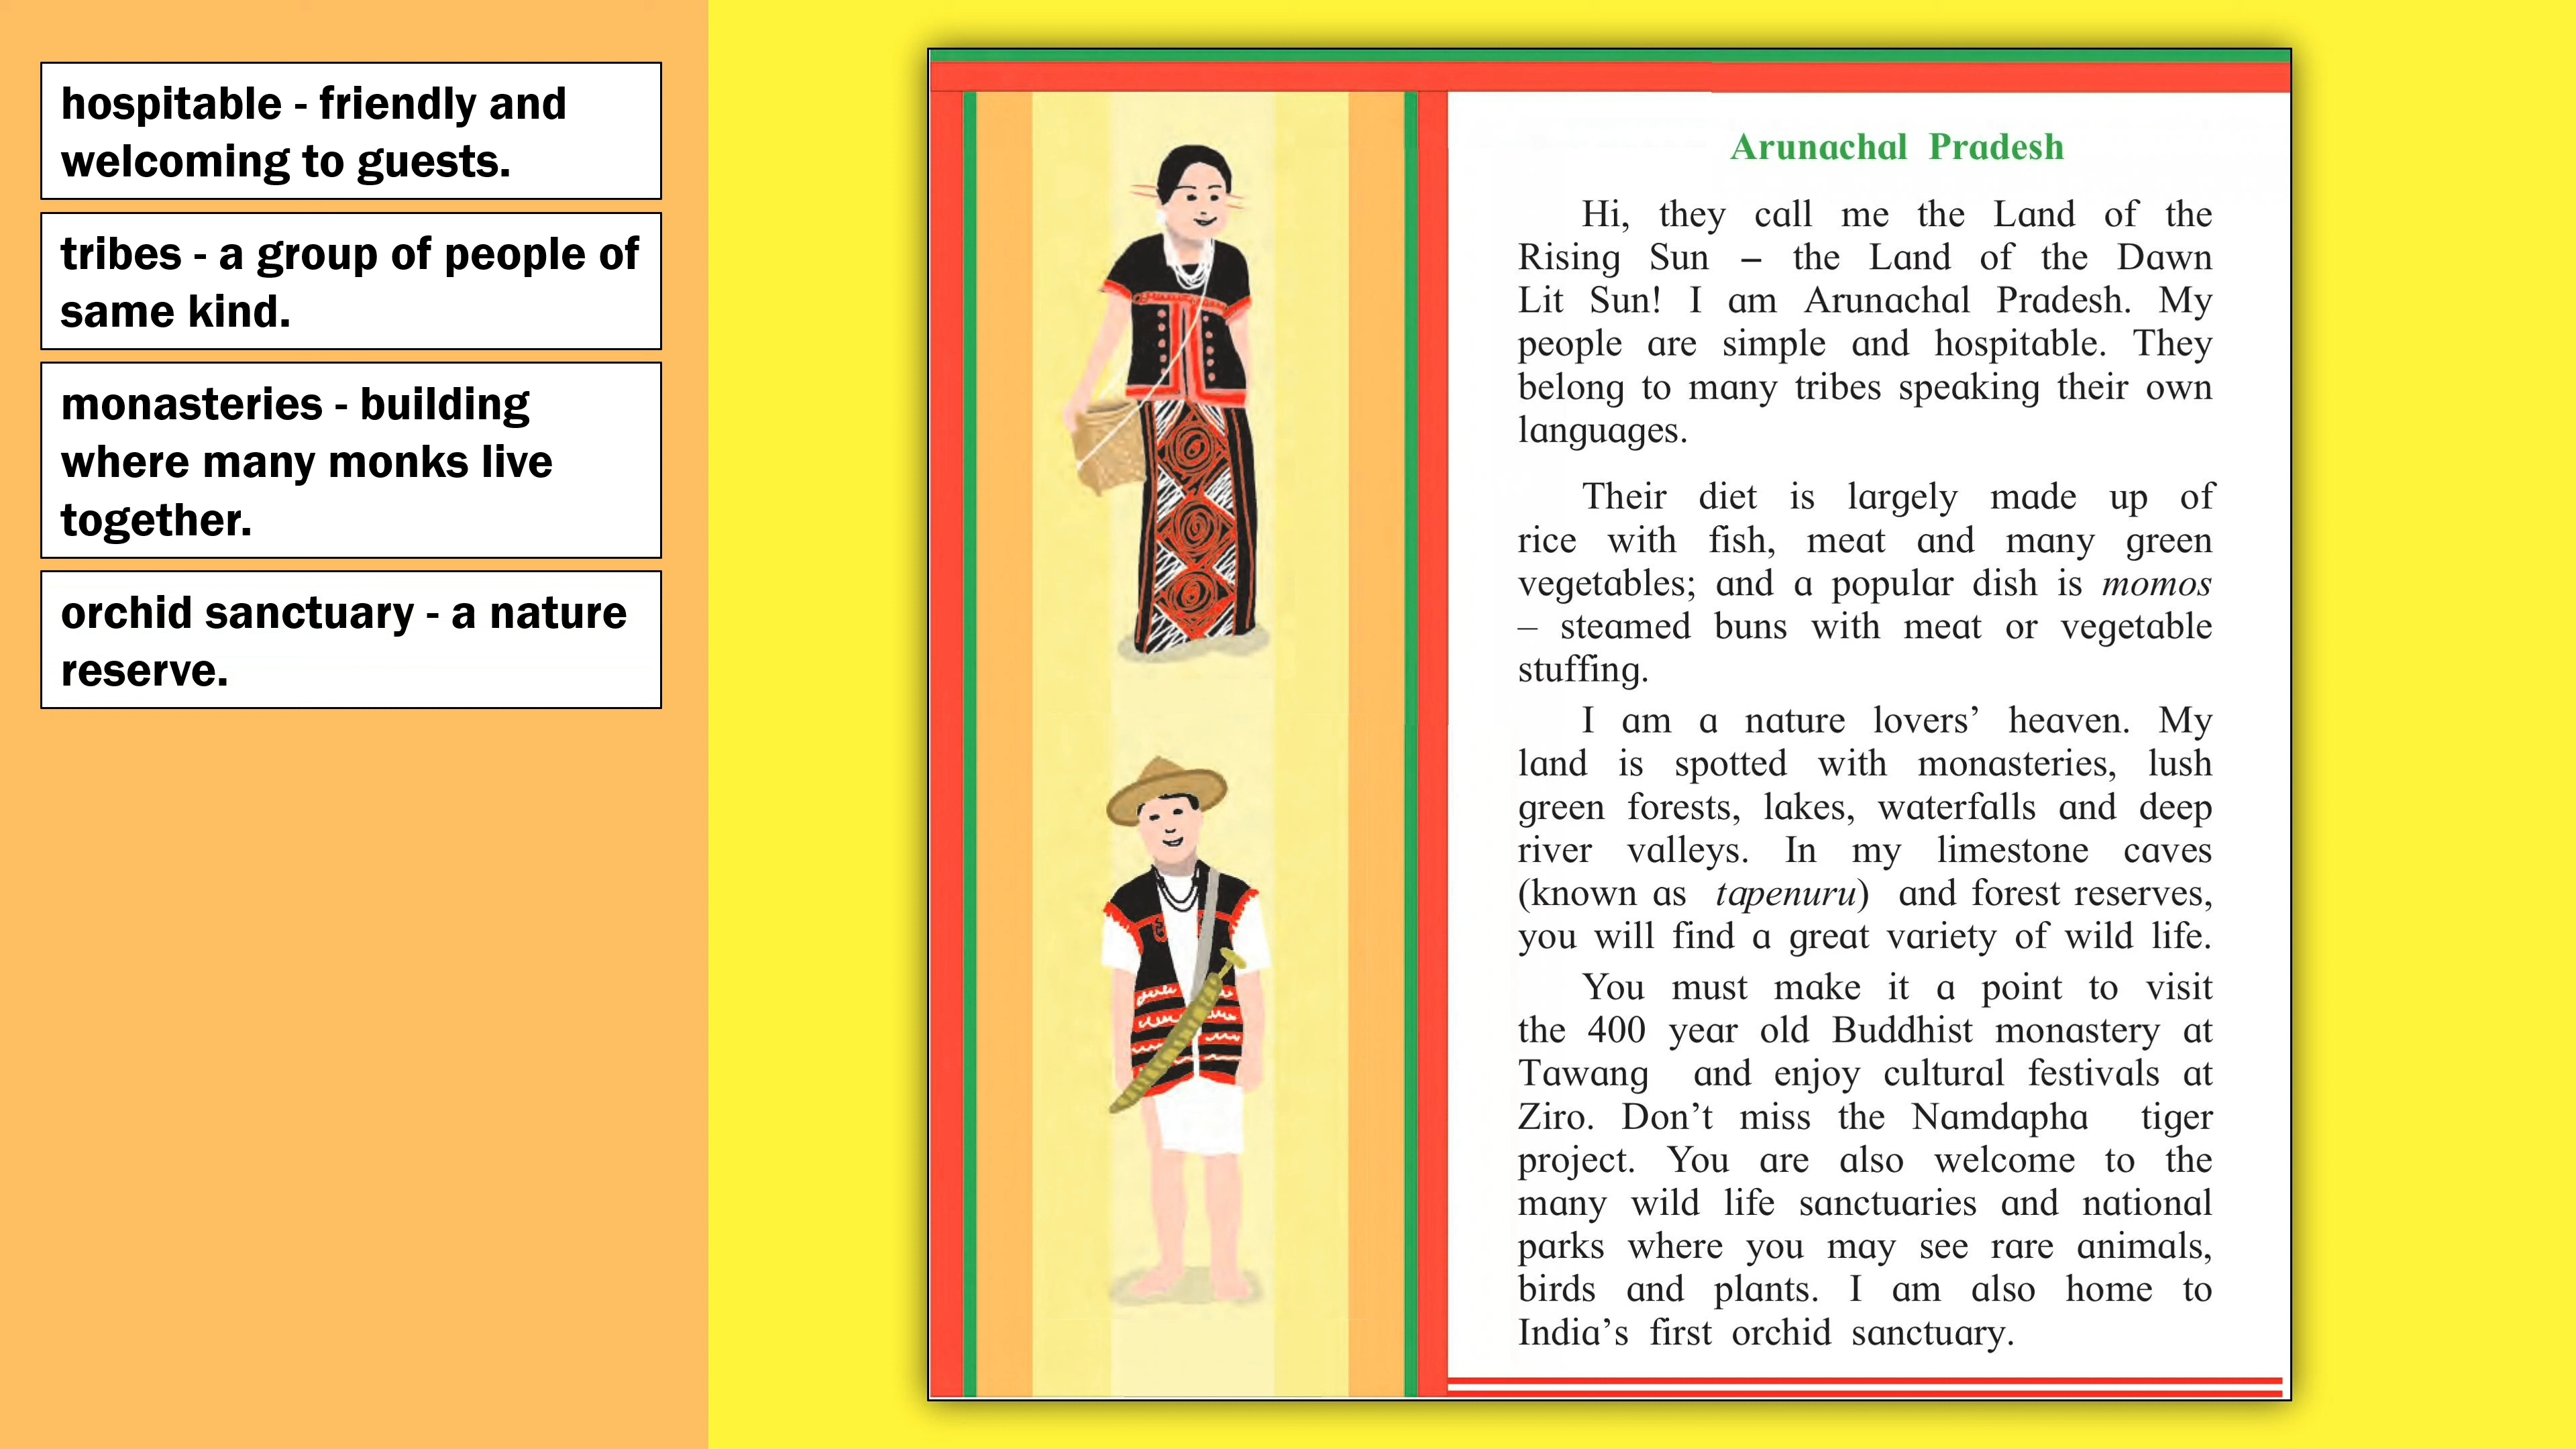 hospitable - friendly and
welcoming to guests.
tribes - a group of people of
same kind.
monasteries - building
where many monks live
together.
orchid sanctuary - a nature
reserve.
Arunachal Pradesh
Hi, they call me the Land of the
Rising Sun – the Land of the Dawn
Lit Sun! I am Arunachal Pradesh. My
people are simple and hospitable. They
belong to many tribes speaking their own
languages.
Their diet is largely made up of
rice with fish, meat and many green
vegetables; and a popular dish is momos
– steamed buns with meat or vegetable
stuffing.
I am a nature lovers’ heaven. My
land is spotted with monasteries, lush
green forests, lakes, waterfalls and deep
river valleys. In my limestone caves
(known as tapenuru) and forest reserves,
you will find a great variety of wild life.
You must make it a point to visit
the 400 year old Buddhist monastery at
Tawang and enjoy cultural festivals at
Ziro. Don’t miss the Namdapha tiger
project. You are also welcome to the
many wild life sanctuaries and national
parks where you may see rare animals,
birds and plants. I am also home to
India’s first orchid sanctuary.